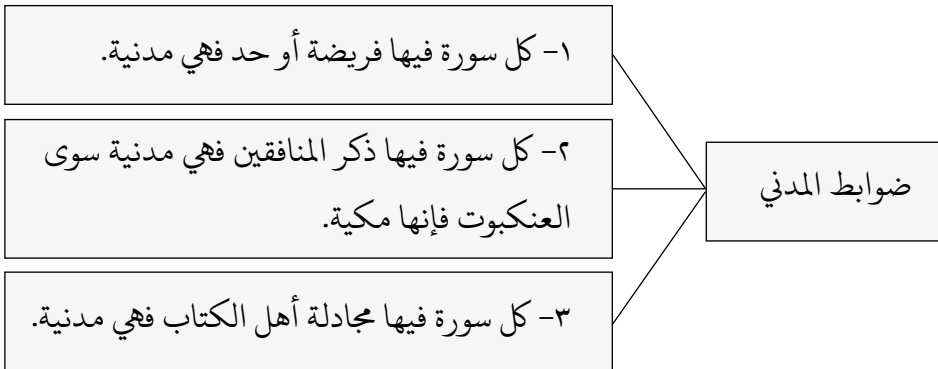 ضوابط المدني
١- كل سورة فيها فريضة أو حد فهي مدنية.
٢- كل سورة فيها ذكر المنافقين فهي مدنية سوى
العنكبوت فإنها مكية.
٣- كل سورة فيها مجادلة أهل الكتاب فهي مدنية.